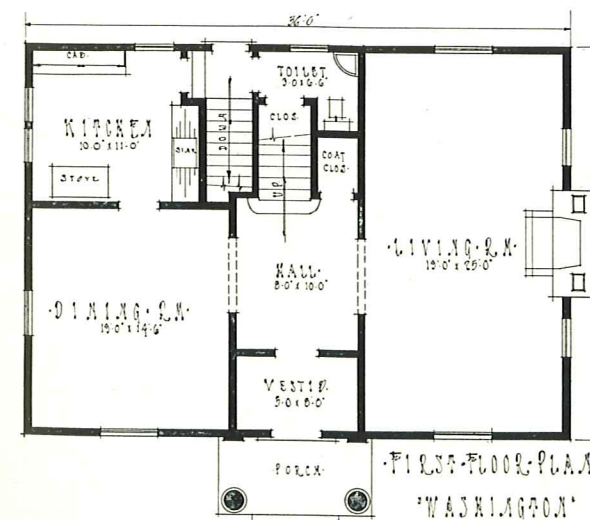 36'-0"
CAB.
TOILET
3-0 x 6-6
KITCHEN
10'-0" x 11'-0"
CLOS.
DOWN
SINK
COAT
CLOS.
STOVE
UP
·LIVING·RM·
13'-0" x 25'-0"
HALL·
8-0" x 10'-0"
·DINING·RM·
13'-0" x 14'-6"
VESTIB.
5-0 x 8-0"
PORCH·
·FIRST·FLOOR·PLAN
"WASHINGTON"